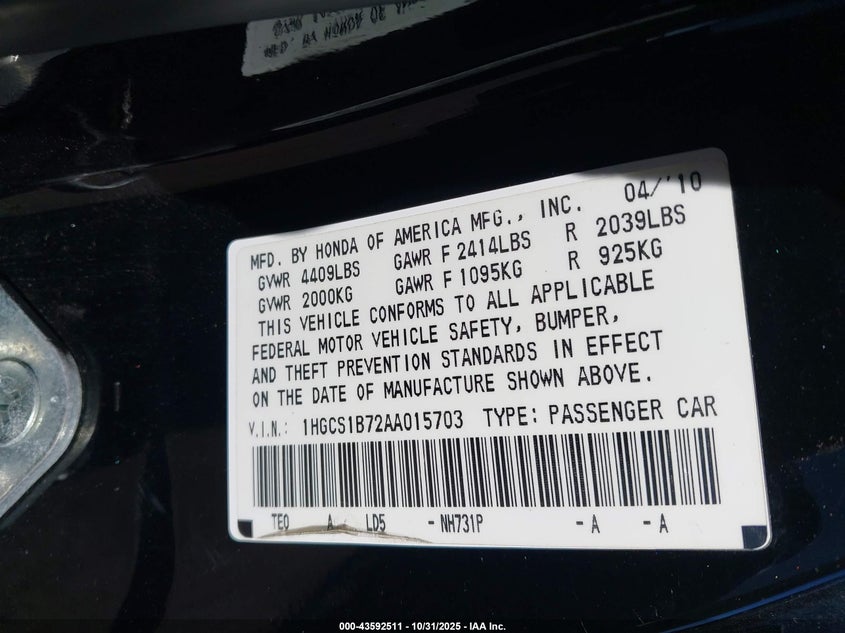 MFD. BY HONDA OF AMERICA MFG., INC. 04/'10
GVWR 4409LBS GAWR F 2414LBS R 2039LBS
GVWR 2000KG GAWR F 1095KG R 925KG
THIS VEHICLE CONFORMS TO ALL APPLICABLE
FEDERAL MOTOR VEHICLE SAFETY, BUMPER,
AND THEFT PREVENTION STANDARDS IN EFFECT
ON THE DATE OF MANUFACTURE SHOWN ABOVE.
V.I.N.: 1HGCS1B72AA015703 TYPE: PASSENGER CAR
TE0 A LD5 - NH731P - A - A
000-43592511 - 10/31/2025 - IAA Inc.